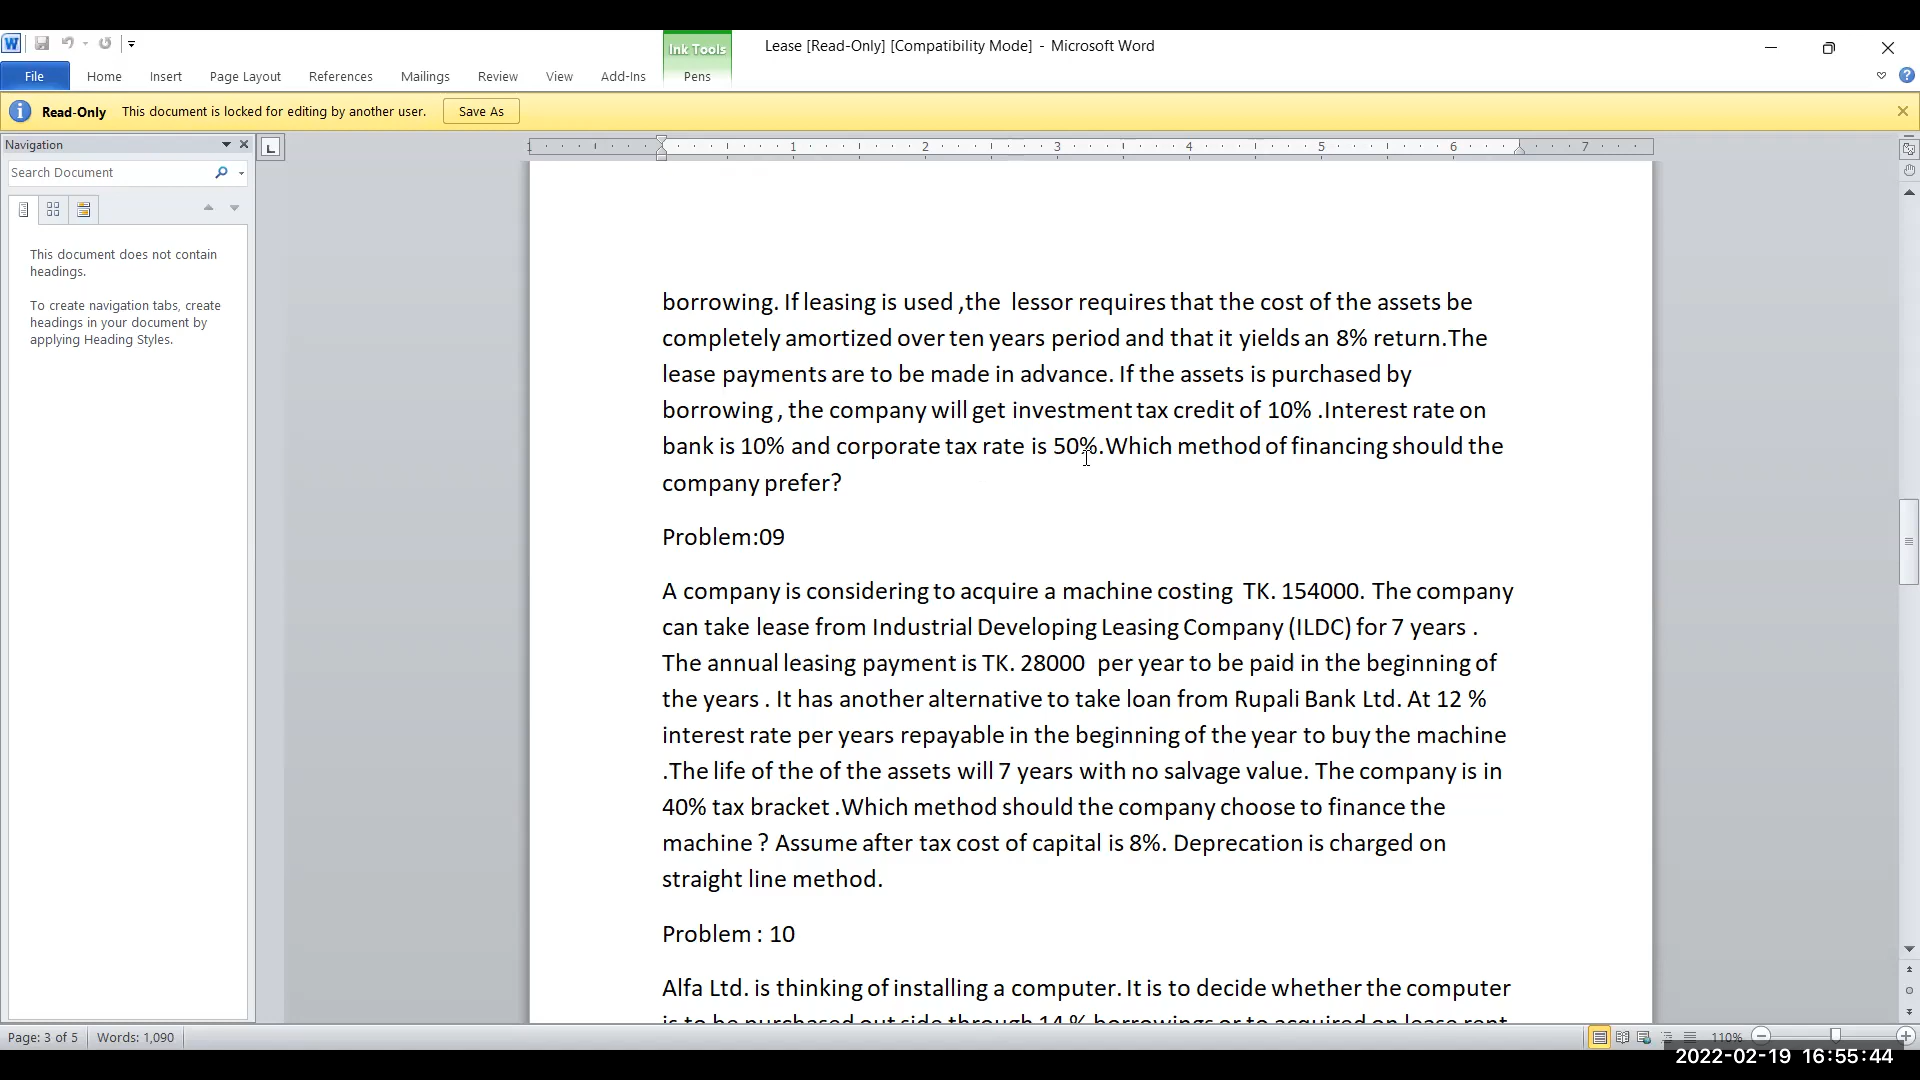 Ink Tools
Lease [Read-Only] [Compatibility Mode] - Microsoft Word
File Home Insert Page Layout References Mailings Review View Add-Ins Pens
Read-Only This document is locked for editing by another user. Save As
Navigation
Search Document
This document does not contain
headings.
To create navigation tabs, create
headings in your document by
applying Heading Styles.
1 1 2 3 4 5 6 7
borrowing. If leasing is used ,the lessor requires that the cost of the assets be
completely amortized over ten years period and that it yields an 8% return.The
lease payments are to be made in advance. If the assets is purchased by
borrowing , the company will get investment tax credit of 10% .Interest rate on
bank is 10% and corporate tax rate is 50%.Which method of financing should the
company prefer?
Problem:09
A company is considering to acquire a machine costing TK. 154000. The company
can take lease from Industrial Developing Leasing Company (ILDC) for 7 years .
The annual leasing payment is TK. 28000 per year to be paid in the beginning of
the years . It has another alternative to take loan from Rupali Bank Ltd. At 12 %
interest rate per years repayable in the beginning of the year to buy the machine
.The life of the of the assets will 7 years with no salvage value. The company is in
40% tax bracket .Which method should the company choose to finance the
machine ? Assume after tax cost of capital is 8%. Deprecation is charged on
straight line method.
Problem : 10
Alfa Ltd. is thinking of installing a computer. It is to decide whether the computer
is to be purchased out side through 14 % borrowings or to acquired on lease rent
Page: 3 of 5 Words: 1,090 110%
2022-02-19 16:55:44